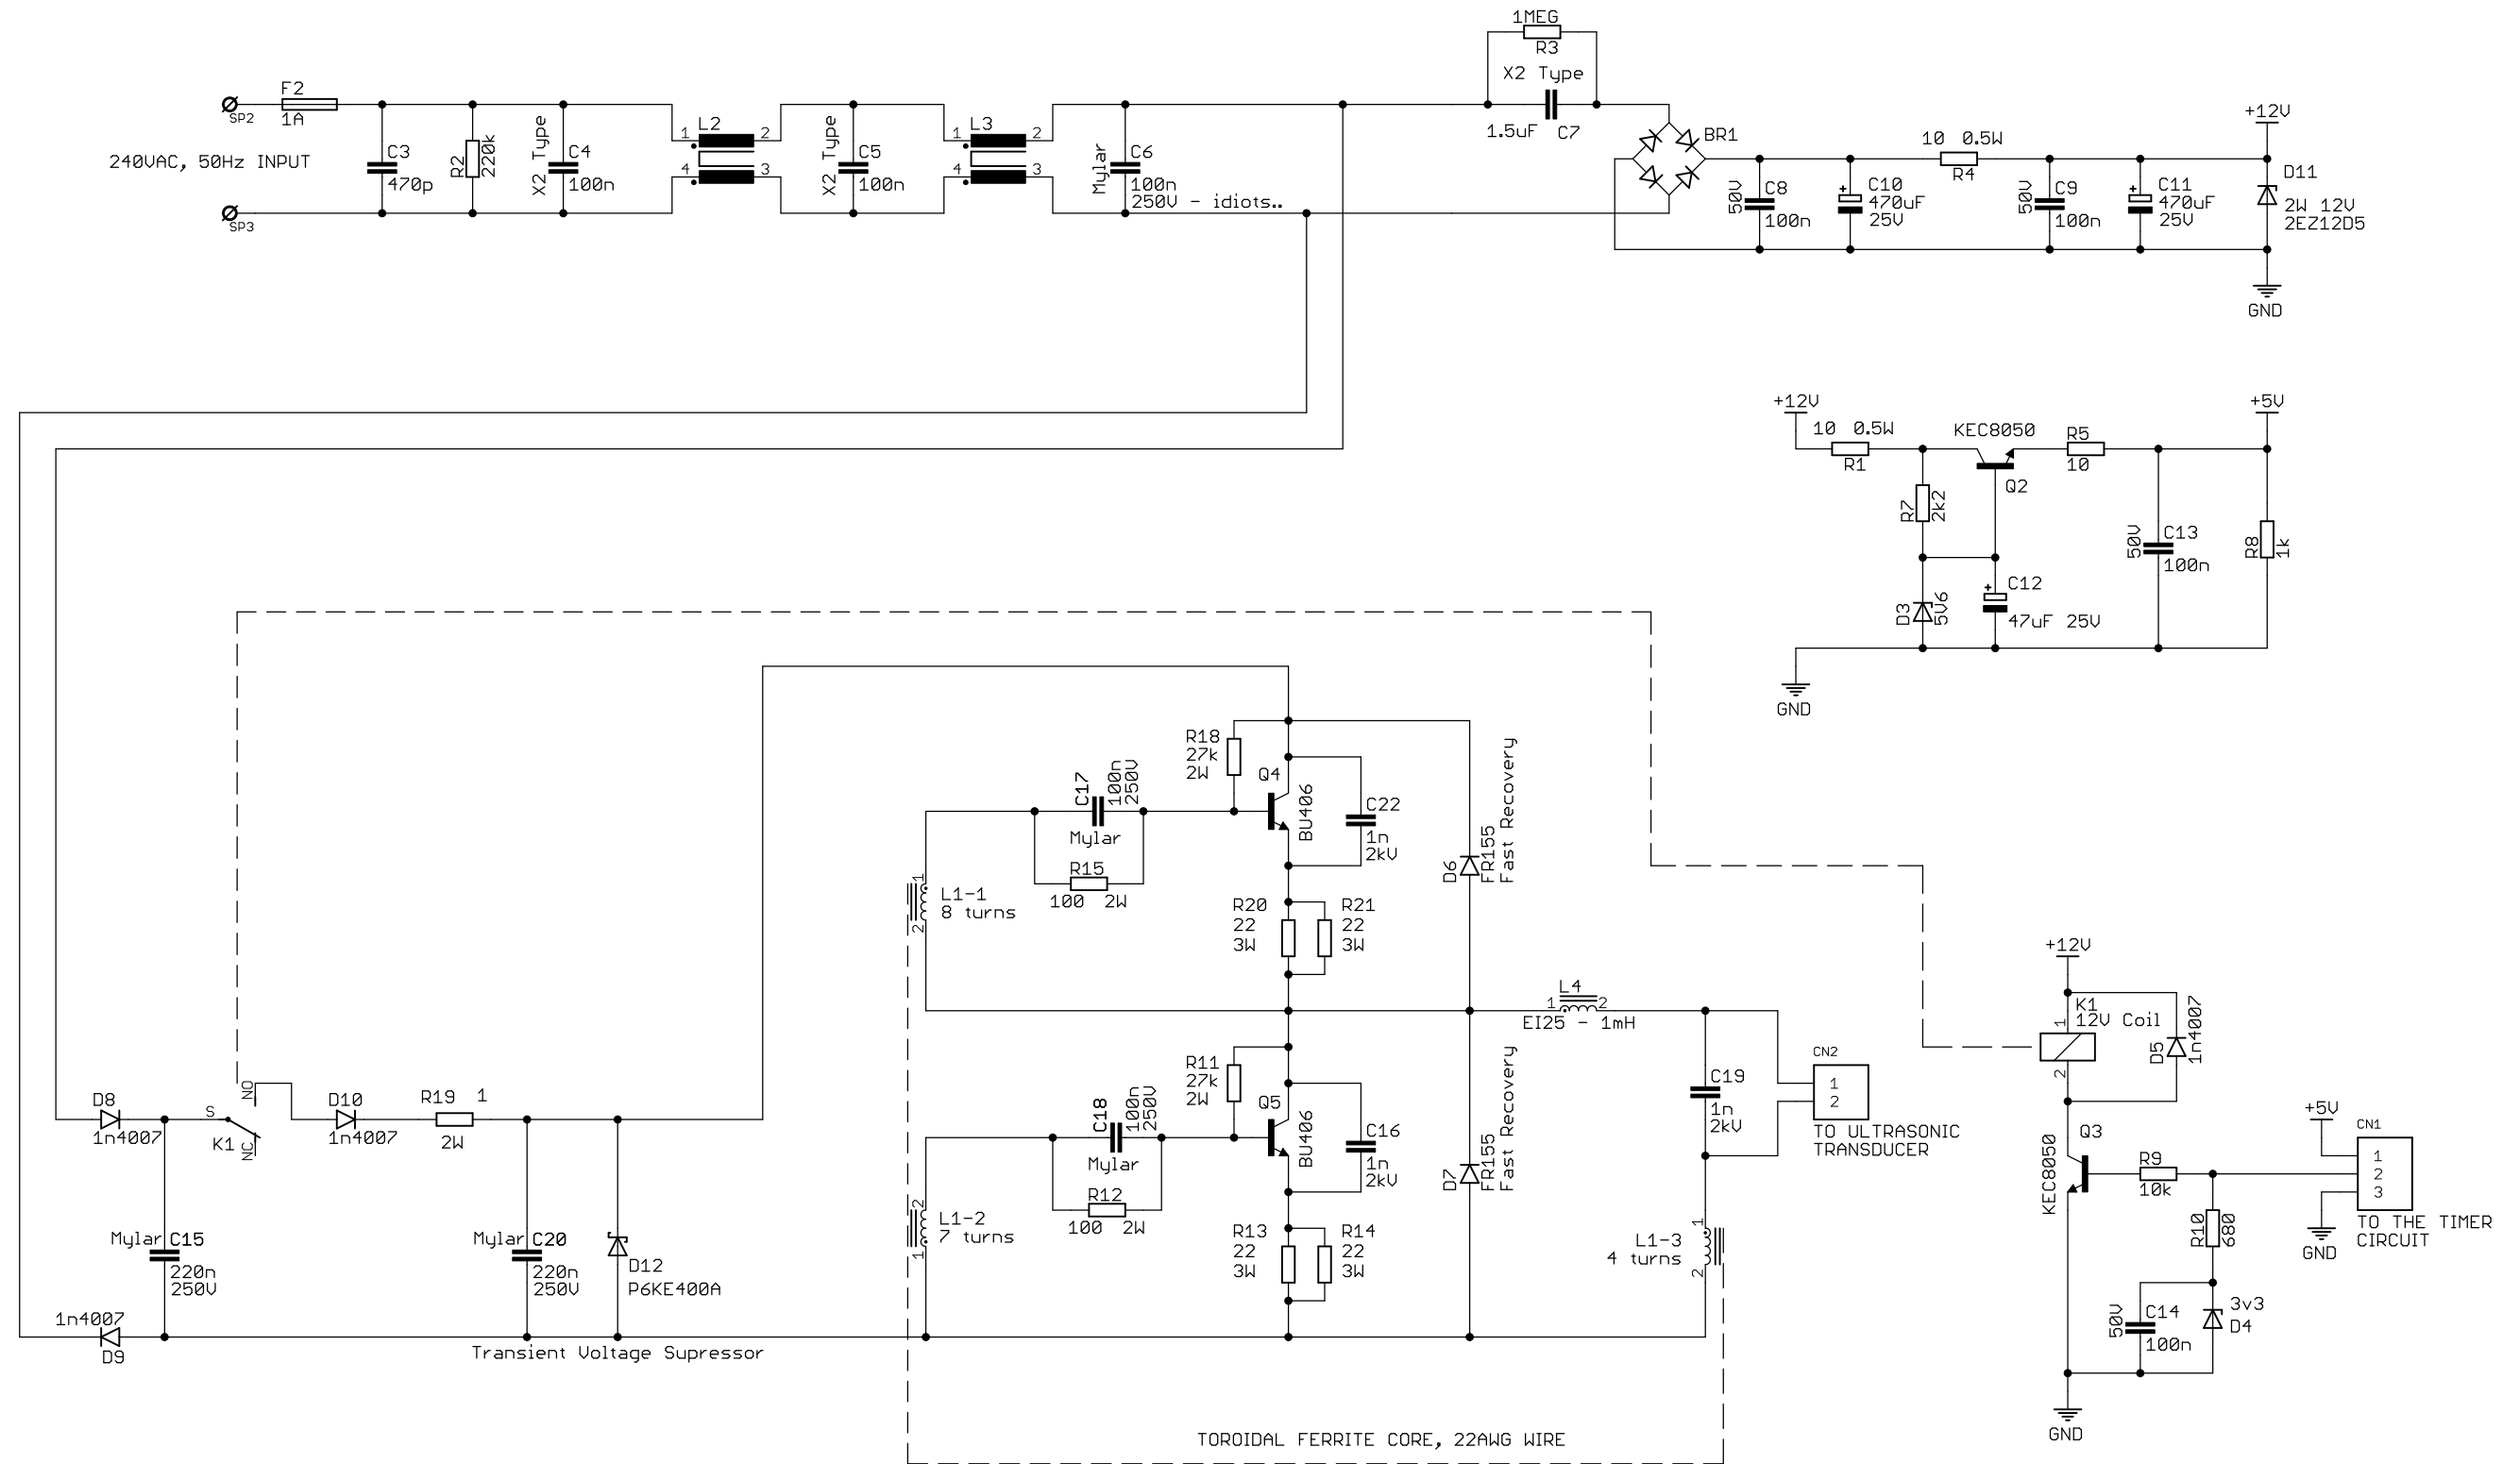 1MEG
R3
X2 Type
1.5uF C7
F2
1A
SP2
SP3
240VAC, 50Hz INPUT
C3
470p
R2
220k
X2 Type
C4
100n
L2
1 2
4 3
X2 Type
C5
100n
L3
1 2
4 3
Mylar
C6
100n
250V - idiots..
BR1
50V
C8
100n
C10
470uF
25V
10 0.5W
R4
50V
C9
100n
C11
470uF
25V
+12V
D11
2W 12V
2EZ12D5
GND
+12V
10 0.5W
R1
KEC8050
Q2
R5
10
+5V
R7
2k2
D3
5V6
C12
47uF 25V
50V
C13
100n
R8
1k
GND
R18
27k
2W
Q4
BU406
C17
100n
250V
Mylar
R15
100 2W
C22
1n
2kV
D6
FR155
Fast Recovery
1
L1-1
8 turns
2
R20
22
3W
R21
22
3W
L4
1 2
EI25 - 1mH
R11
27k
2W
Q5
BU406
C18
100n
250V
Mylar
R12
100 2W
C16
1n
2kV
D7
FR155
Fast Recovery
2
L1-2
7 turns
1
R13
22
3W
R14
22
3W
C19
1n
2kV
CN2
1
2
TO ULTRASONIC
TRANSDUCER
1
L1-3
4 turns
2
D8
1n4007
S
K1
NO
NC
D10
1n4007
R19 1
2W
Mylar
C15
220n
250V
Mylar
C20
220n
250V
D12
P6KE400A
1n4007
D9
Transient Voltage Supressor
TOROIDAL FERRITE CORE, 22AWG WIRE
+12V
K1
12V Coil
1
2
D5
1n4007
Q3
KEC8050
R9
10k
R10
680
+5V
CN1
1
2
3
GND
TO THE TIMER
CIRCUIT
50V
C14
100n
3v3
D4
GND